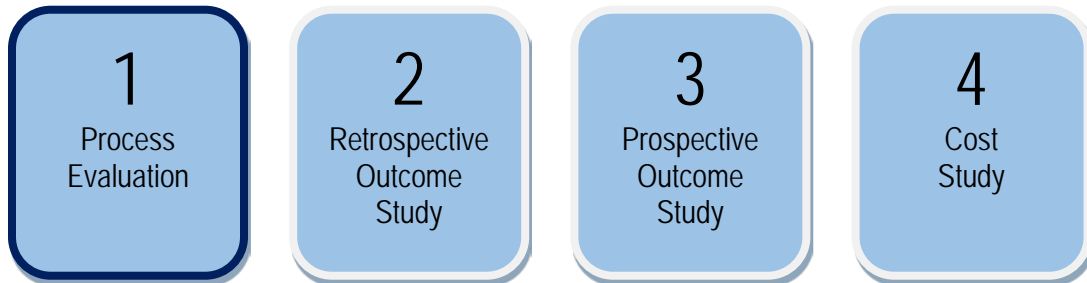 1
Process
Evaluation
2
Retrospective
Outcome
Study
3
Prospective
Outcome
Study
4
Cost
Study